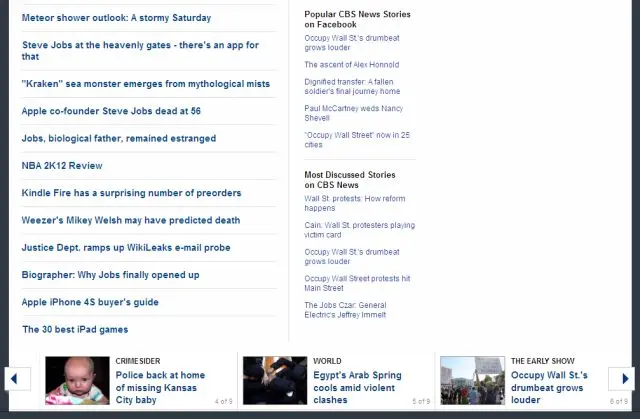 Meteor shower outlook: A stormy Saturday
Steve Jobs at the heavenly gates - there's an app for
that
"Kraken" sea monster emerges from mythological mists
Apple co-founder Steve Jobs dead at 56
Jobs, biological father, remained estranged
NBA 2K12 Review
Kindle Fire has a surprising number of preorders
Weezer's Mikey Welsh may have predicted death
Justice Dept. ramps up WikiLeaks e-mail probe
Biographer: Why Jobs finally opened up
Apple iPhone 4S buyer's guide
The 30 best iPad games
Popular CBS News Stories
on Facebook
Occupy Wall St.'s drumbeat
grows louder
The ascent of Alex Honnold
Dignified transfer: A fallen
soldier's final journey home
Paul McCartney weds Nancy
Shevell
"Occupy Wall Street" now in 25
cities
Most Discussed Stories
on CBS News
Wall St. protests: How reform
happens
Cain: Wall St. protesters playing
victim card
Occupy Wall St.'s drumbeat
grows louder
Occupy Wall Street protests hit
Main Street
The Jobs Czar: General
Electric's Jeffrey Immelt
CRIMESIDER
Police back at home
of missing Kansas
City baby
4 of 9
WORLD
Egypt's Arab Spring
cools amid violent
clashes
5 of 9
THE EARLY SHOW
Occupy Wall St.'s
drumbeat grows
louder
6 of 9